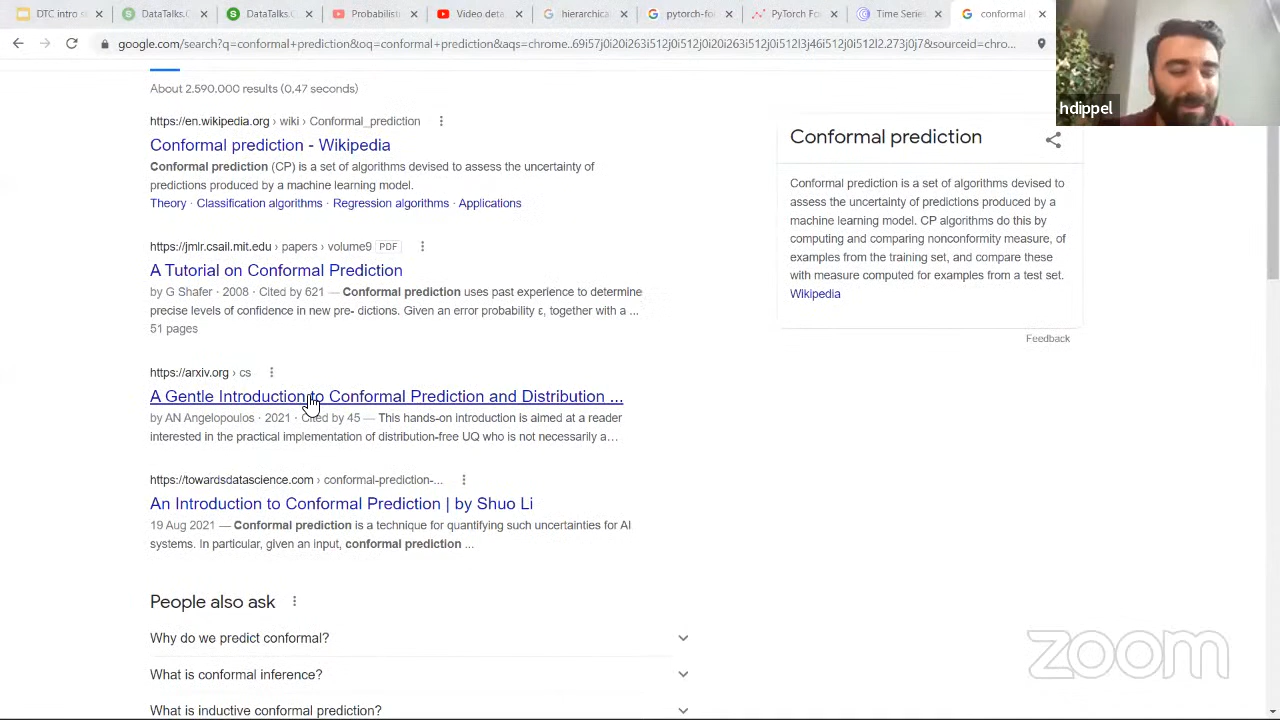 DTC intro s
DataTalks.C
DataTalks.C
Probabilisti
Video deta
hierarchica
pytorch-fo
PyTorch Fo
Time Series
conformal
google.com/search?q=conformal+prediction&oq=conformal+prediction&aqs=chrome..69i57j0i20i263i512j0i512j0i20i263i512j0i512l3j46i512j0i512l2.273j0j7&sourceid=chro...
hdippel
About 2.590.000 results (0,47 seconds)
https://en.wikipedia.org › wiki › Conformal_prediction
Conformal prediction - Wikipedia
Conformal prediction (CP) is a set of algorithms devised to assess the uncertainty of
predictions produced by a machine learning model.
Theory · Classification algorithms · Regression algorithms · Applications
https://jmlr.csail.mit.edu › papers › volume9 PDF
A Tutorial on Conformal Prediction
by G Shafer · 2008 · Cited by 621 — Conformal prediction uses past experience to determine
precise levels of confidence in new pre- dictions. Given an error probability ε, together with a ...
51 pages
https://arxiv.org › cs
A Gentle Introduction to Conformal Prediction and Distribution ...
by AN Angelopoulos · 2021 · Cited by 45 — This hands-on introduction is aimed at a reader
interested in the practical implementation of distribution-free UQ who is not necessarily a...
https://towardsdatascience.com › conformal-prediction-...
An Introduction to Conformal Prediction | by Shuo Li
19 Aug 2021 — Conformal prediction is a technique for quantifying such uncertainties for AI
systems. In particular, given an input, conformal prediction ...
People also ask
Why do we predict conformal?
What is conformal inference?
What is inductive conformal prediction?
Conformal prediction
Conformal prediction is a set of algorithms devised to
assess the uncertainty of predictions produced by a
machine learning model. CP algorithms do this by
computing and comparing nonconformity measure, of
examples from the training set, and compare these
with measure computed for examples from a test set.
Wikipedia
Feedback
zoom